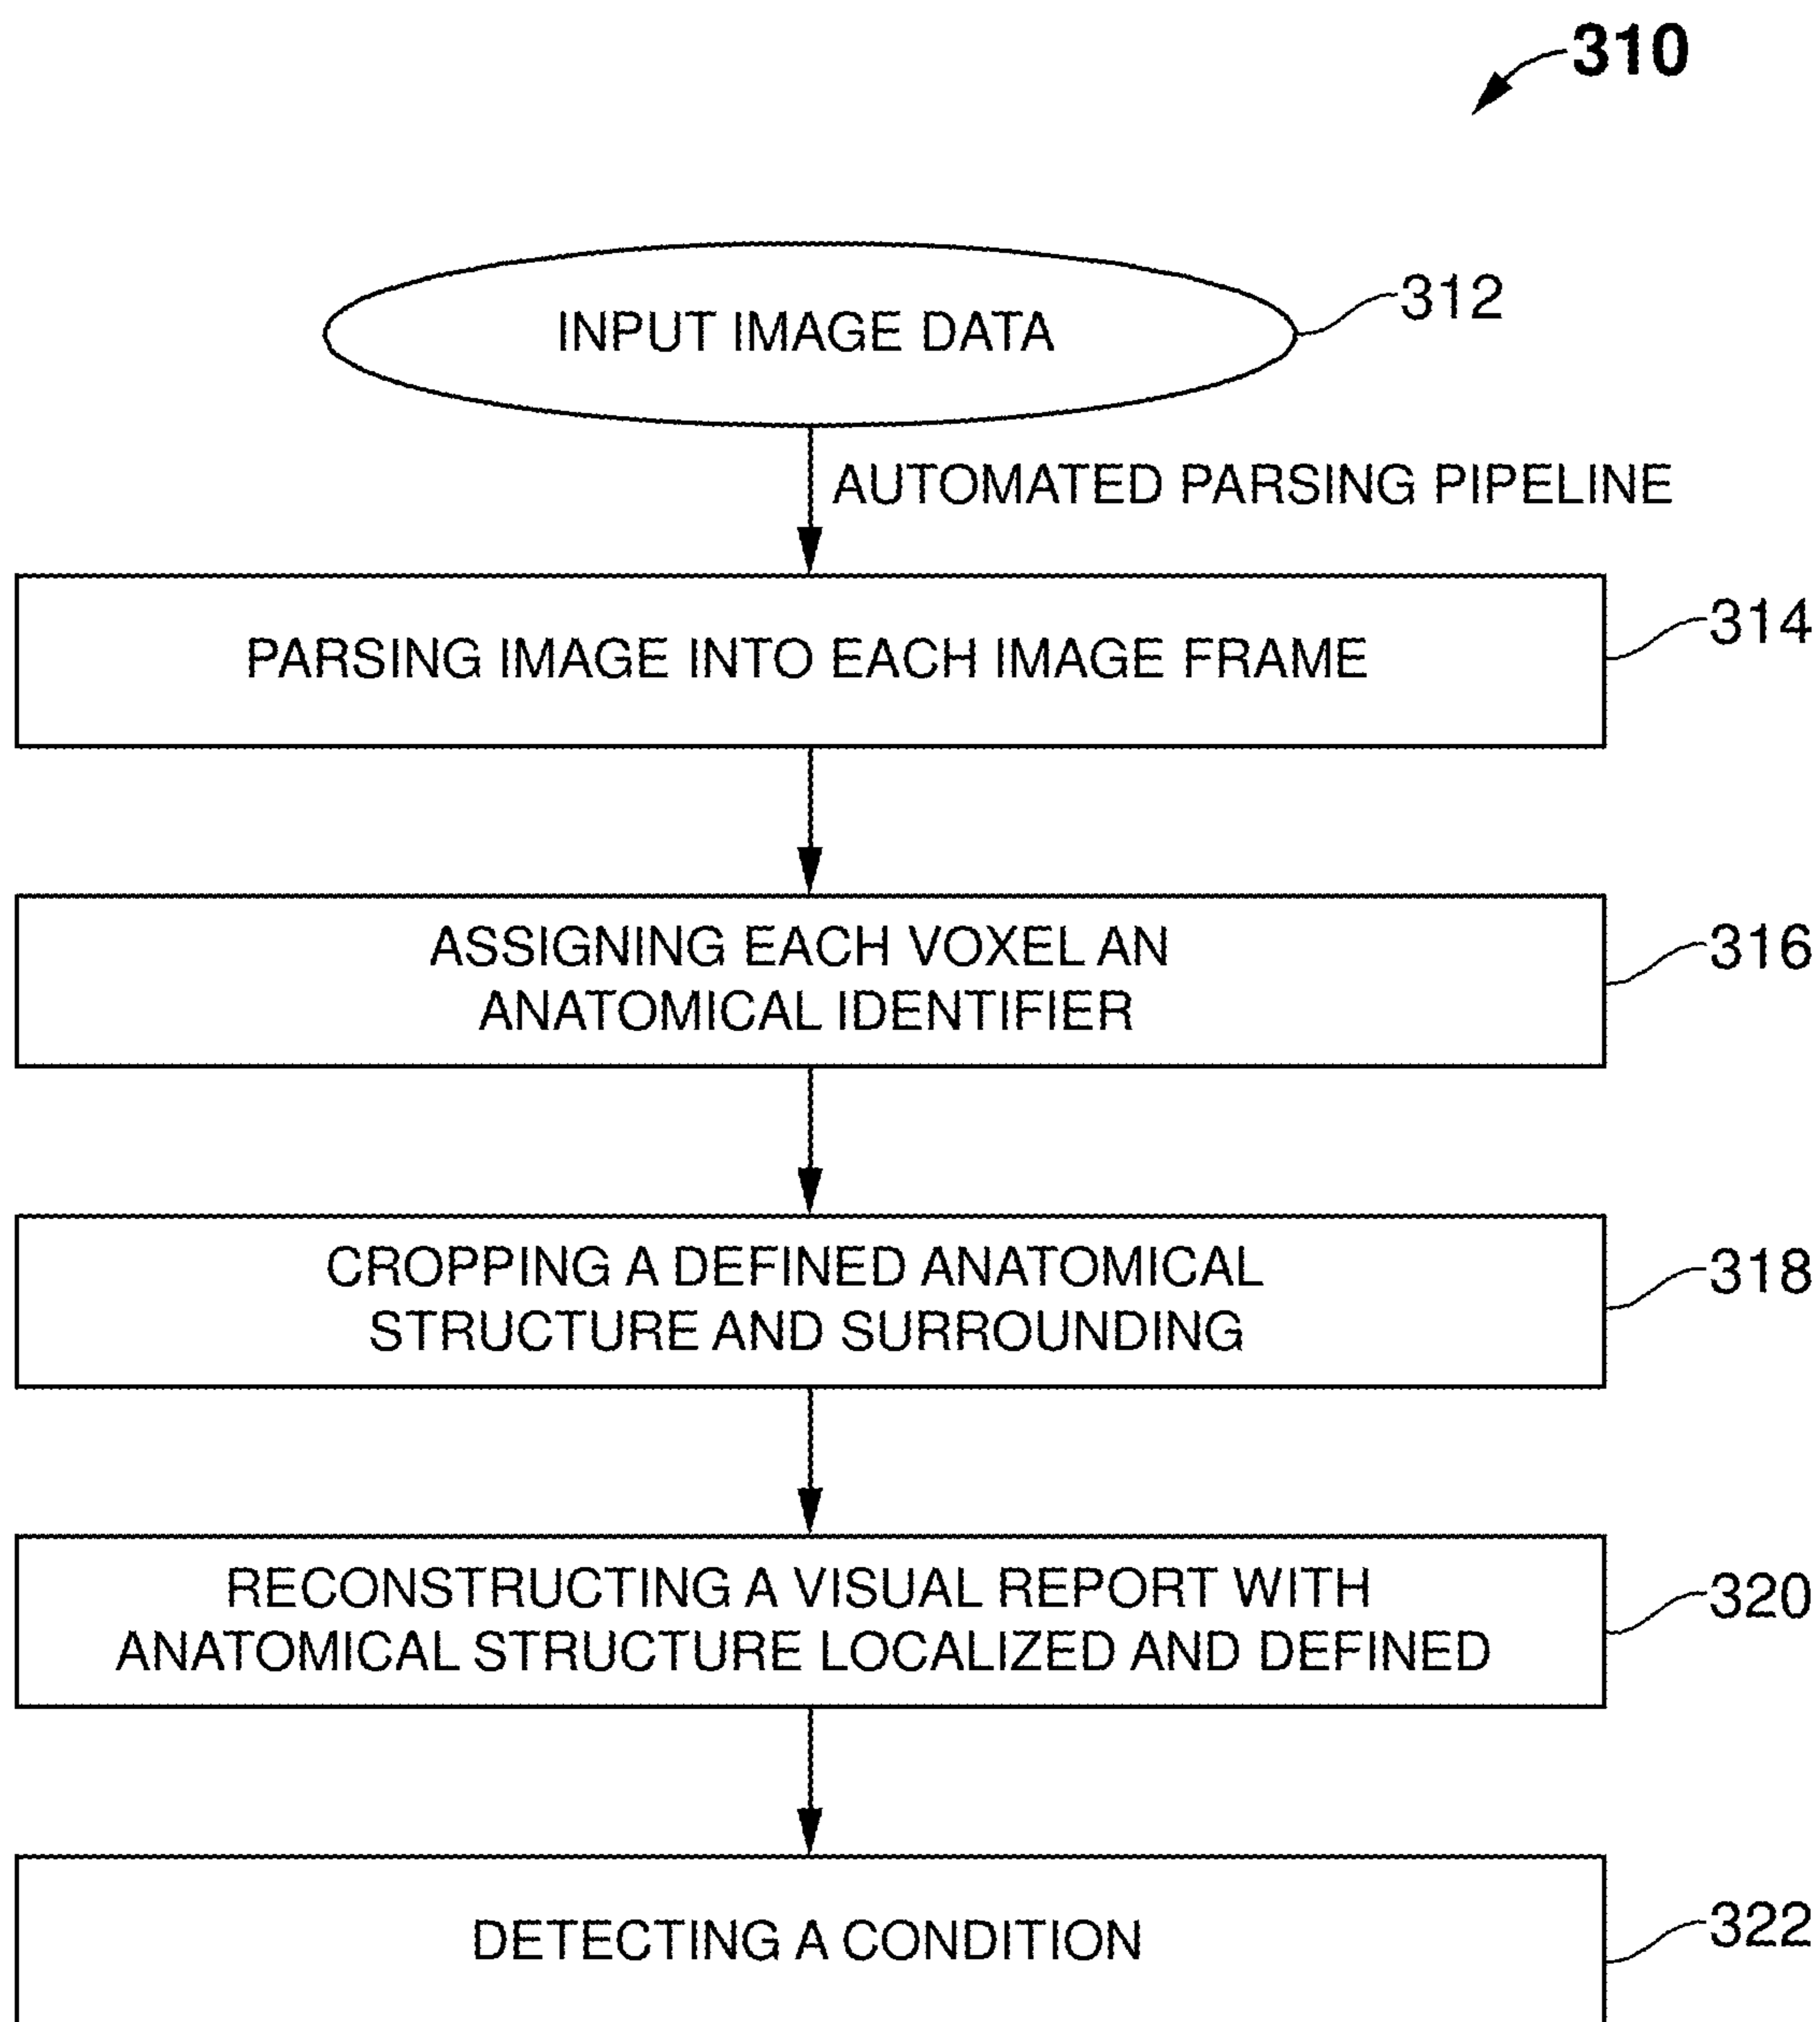 310
INPUT IMAGE DATA
312
AUTOMATED PARSING PIPELINE
PARSING IMAGE INTO EACH IMAGE FRAME
314
ASSIGNING EACH VOXEL AN
ANATOMICAL IDENTIFIER
316
CROPPING A DEFINED ANATOMICAL
STRUCTURE AND SURROUNDING
318
RECONSTRUCTING A VISUAL REPORT WITH
ANATOMICAL STRUCTURE LOCALIZED AND DEFINED
320
DETECTING A CONDITION
322